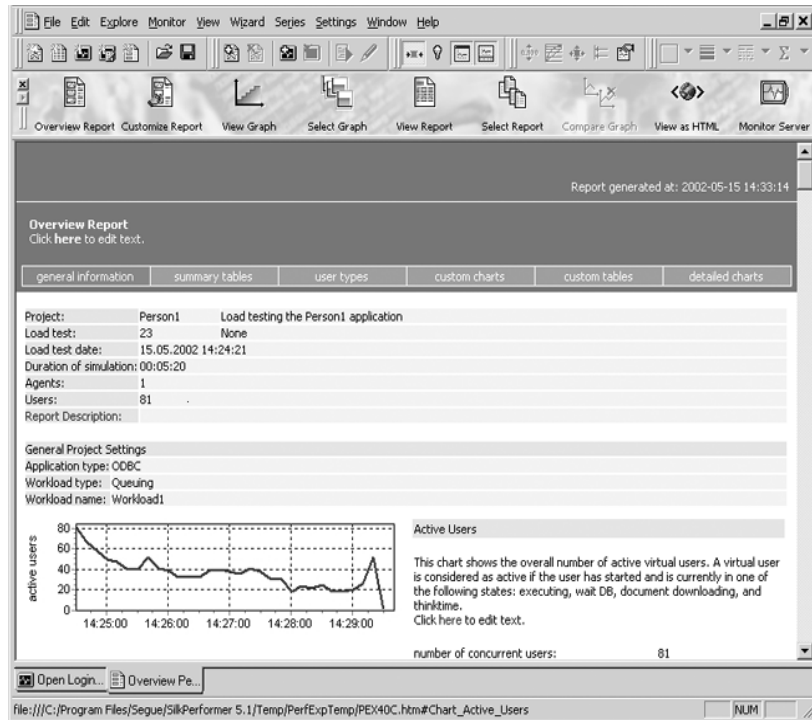 File Edit Explore Monitor View Wizard Series Settings Window Help
Overview Report Customize Report View Graph Select Graph View Report Select Report Compare Graph View as HTML Monitor Server
Report generated at: 2002-05-15 14:33:14
Overview Report
Click here to edit text.
general information summary tables user types custom charts custom tables detailed charts
Project: Person1 Load testing the Person1 application
Load test: 23 None
Load test date: 15.05.2002 14:24:21
Duration of simulation: 00:05:20
Agents: 1
Users: 81
Report Description:
General Project Settings
Application type: ODBC
Workload type: Queuing
Workload name: Workload1
active users
80
60
40
20
0
14:25:00 14:26:00 14:27:00 14:28:00 14:29:00
Active Users
This chart shows the overall number of active virtual users. A virtual user
is considered as active if the user has started and is currently in one of
the following states: executing, wait DB, document downloading, and
thinktime.
Click here to edit text.
number of concurrent users: 81
Open Login... Overview Pe...
file:///C:/Program Files/Segue/SilkPerformer 5.1/Temp/PerfExpTemp/PEX40C.htm#Chart_Active_Users NUM